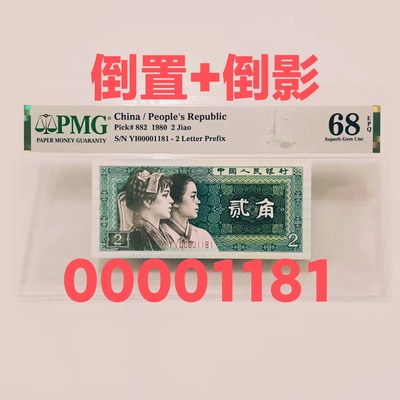 倒置+倒影
PMG
PAPER MONEY GUARANTY
China / People's Republic
Pick# 882 1980 2 Jiao
S/N YI00001181 - 2 Letter Prefix
68 EPQ
Superb Gem Unc
中国人民银行
贰角
YI00001181
2
2
00001181